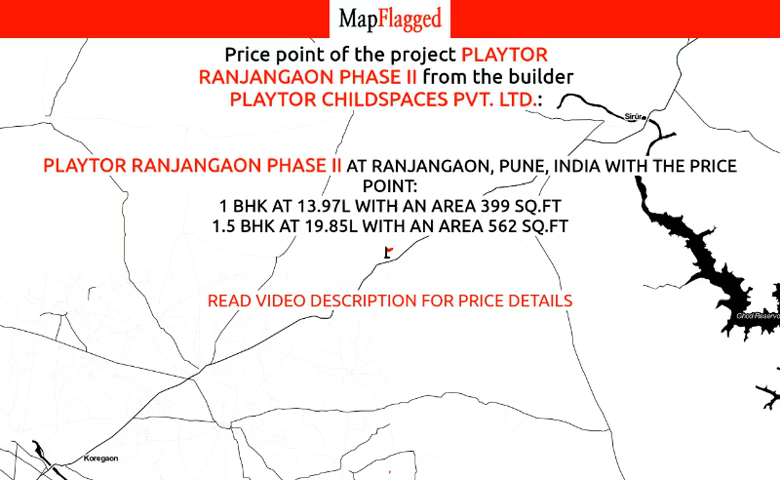 MapFlagged
Price point of the project PLAYTOR
RANJANGAON PHASE II from the builder
PLAYTOR CHILDSPACES PVT. LTD.:
Sirūr
PLAYTOR RANJANGAON PHASE II AT RANJANGAON, PUNE, INDIA WITH THE PRICE
POINT:
1 BHK AT 13.97L WITH AN AREA 399 SQ.FT
1.5 BHK AT 19.85L WITH AN AREA 562 SQ.FT
READ VIDEO DESCRIPTION FOR PRICE DETAILS
Koregaon